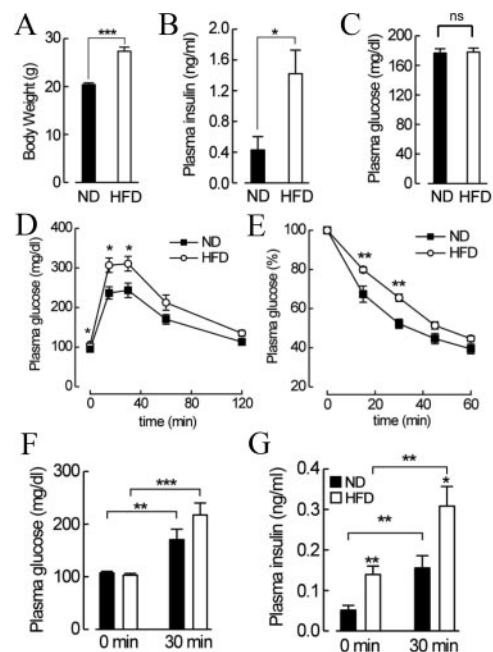 A
B
C
***
*
ns
Body Weight (g)
30
20
10
0
ND HFD
Plasma insulin (ng/ml)
1.8
1.2
0.6
0.0
ND HFD
Plasma glucose (mg/dl)
200
160
120
80
40
0
ND HFD
D
E
Plasma glucose (mg/dl)
400
300
200
100
0
* * *
ND
HFD
0 40 80 120
time (min)
Plasma glucose (%)
100
80
60
40
20
** **
ND
HFD
0 20 40 60
time (min)
F
G
Plasma glucose (mg/dl)
300
200
100
0
***
**
0 min 30 min
Plasma insulin (ng/ml)
0.4
0.3
0.2
0.1
0.0
ND
HFD
**
*
**
**
0 min 30 min